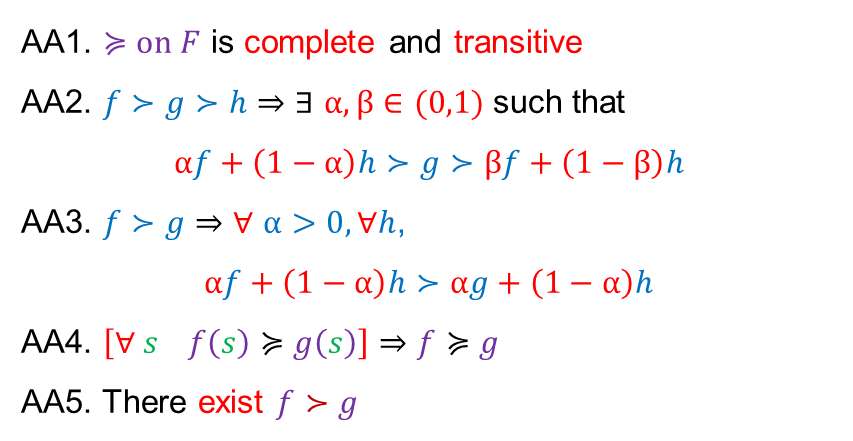 AA1. ≽ on F is complete and transitive
AA2. f ≻ g ≻ h ⇒ ∃ α, β ∈ (0,1) such that
αf + (1 − α)h ≻ g ≻ βf + (1 − β)h
AA3. f ≻ g ⇒ ∀ α > 0, ∀h,
αf + (1 − α)h ≻ αg + (1 − α)h
AA4. [∀ s f(s) ≽ g(s)] ⇒ f ≽ g
AA5. There exist f ≻ g